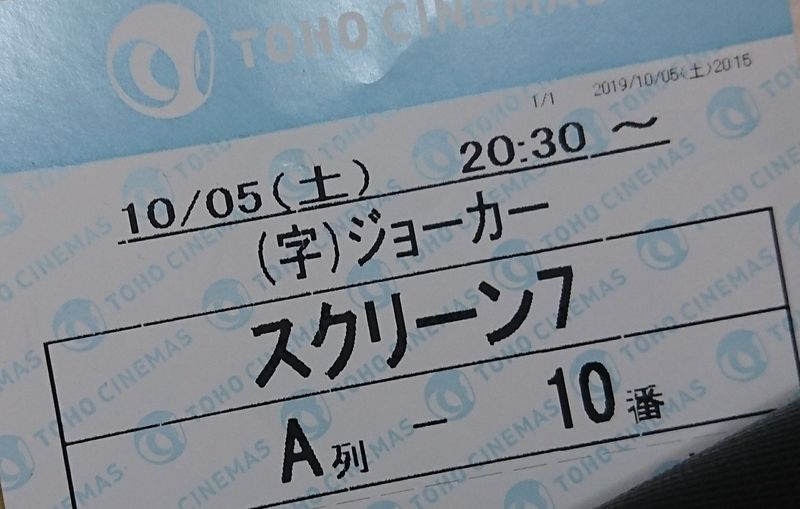 TOHO CINEMAS
1/1 2019/10/05(土)2015
10/05(土) 20:30 ～
(字)ジョーカー
スクリーン7
A列 － 10番